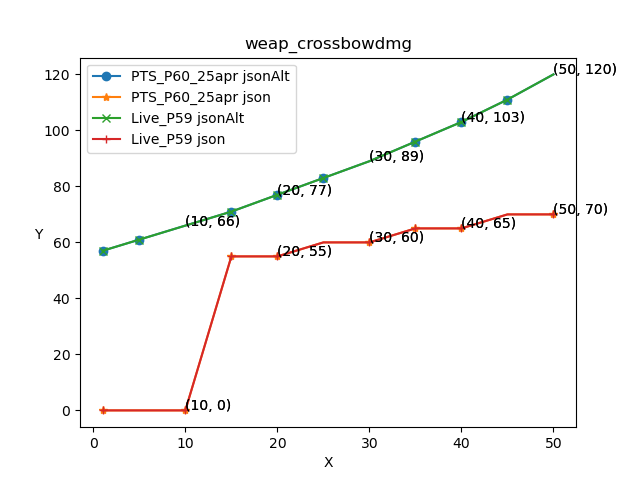 weap_crossbowdmg
PTS_P60_25apr jsonAlt
PTS_P60_25apr json
Live_P59 jsonAlt
Live_P59 json
(50, 120)
(40, 103)
(30, 89)
(20, 77)
(10, 66)
(50, 70)
(40, 65)
(30, 60)
(20, 55)
(10, 0)
120
100
80
60
40
20
0
Y
0 10 20 30 40 50
X